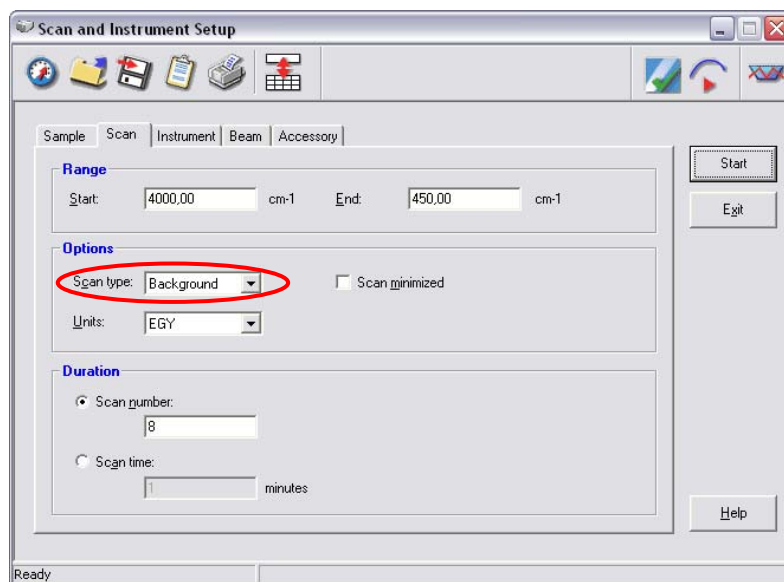 Scan and Instrument Setup
Sample Scan Instrument Beam Accessory
Range
Start: 4000,00 cm-1 End: 450,00 cm-1
Options
Scan type: Background Scan minimized
Units: EGY
Duration
Scan number:
8
Scan time:
1 minutes
Start
Exit
Help
Ready